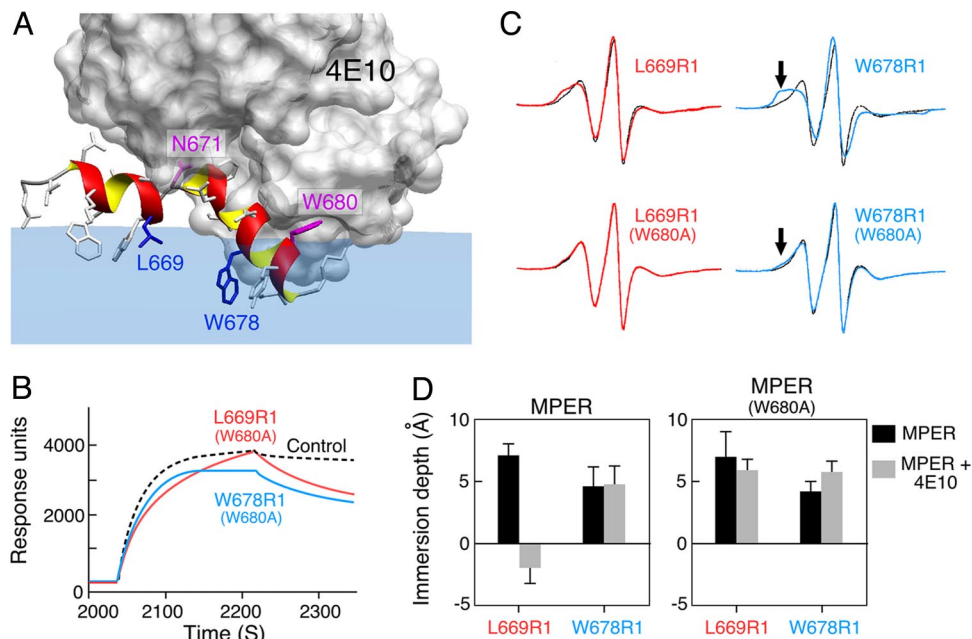 A
4E10
N671
W680
L669
W678
B
Response units
4000
2000
0
2000
2100
2200
2300
Time (S)
L669R1
(W680A)
Control
W678R1
(W680A)
C
L669R1
W678R1
L669R1
(W680A)
W678R1
(W680A)
D
Immersion depth (Å)
MPER
10
5
0
-5
L669R1
W678R1
MPER
(W680A)
10
5
0
-5
L669R1
W678R1
MPER
MPER +
4E10